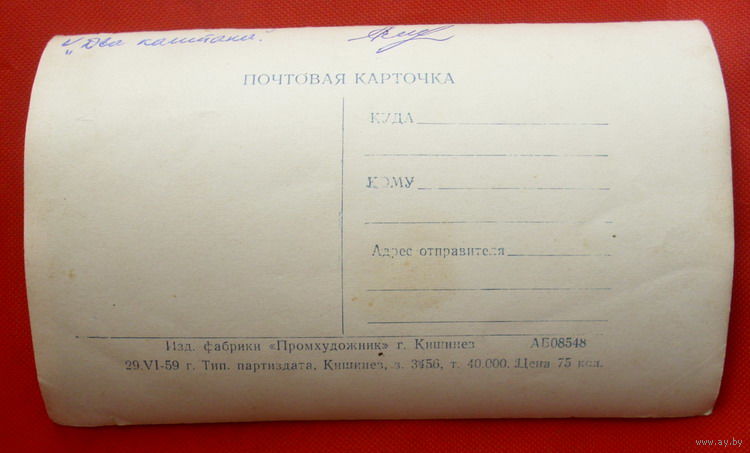 „Два каштана“.
ПОЧТОВАЯ КАРТОЧКА
КУДА
КОМУ
Адрес отправителя
Изд. фабрики «Промхудожник» г. Кишинев АБ08548
29.VI-59 г. Тип. партиздата, Кишинев, з. 3456, т. 40.000. Цена 75 коп.
www.ay.by